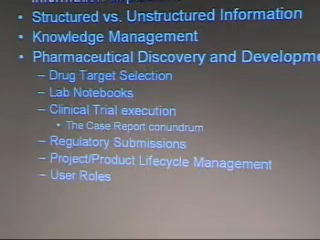 • Structured vs. Unstructured Information
• Knowledge Management
• Pharmaceutical Discovery and Developme
– Drug Target Selection
– Lab Notebooks
– Clinical Trial execution
• The Case Report conundrum
– Regulatory Submissions
– Project/Product Lifecycle Management
– User Roles